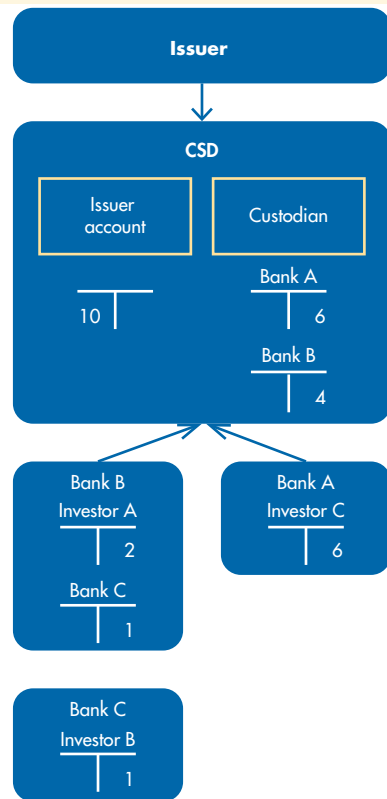 Issuer
CSD
Issuer
account
Custodian
10
Bank A
6
Bank B
4
Bank B
Investor A
2
Bank C
1
Bank A
Investor C
6
Bank C
Investor B
1